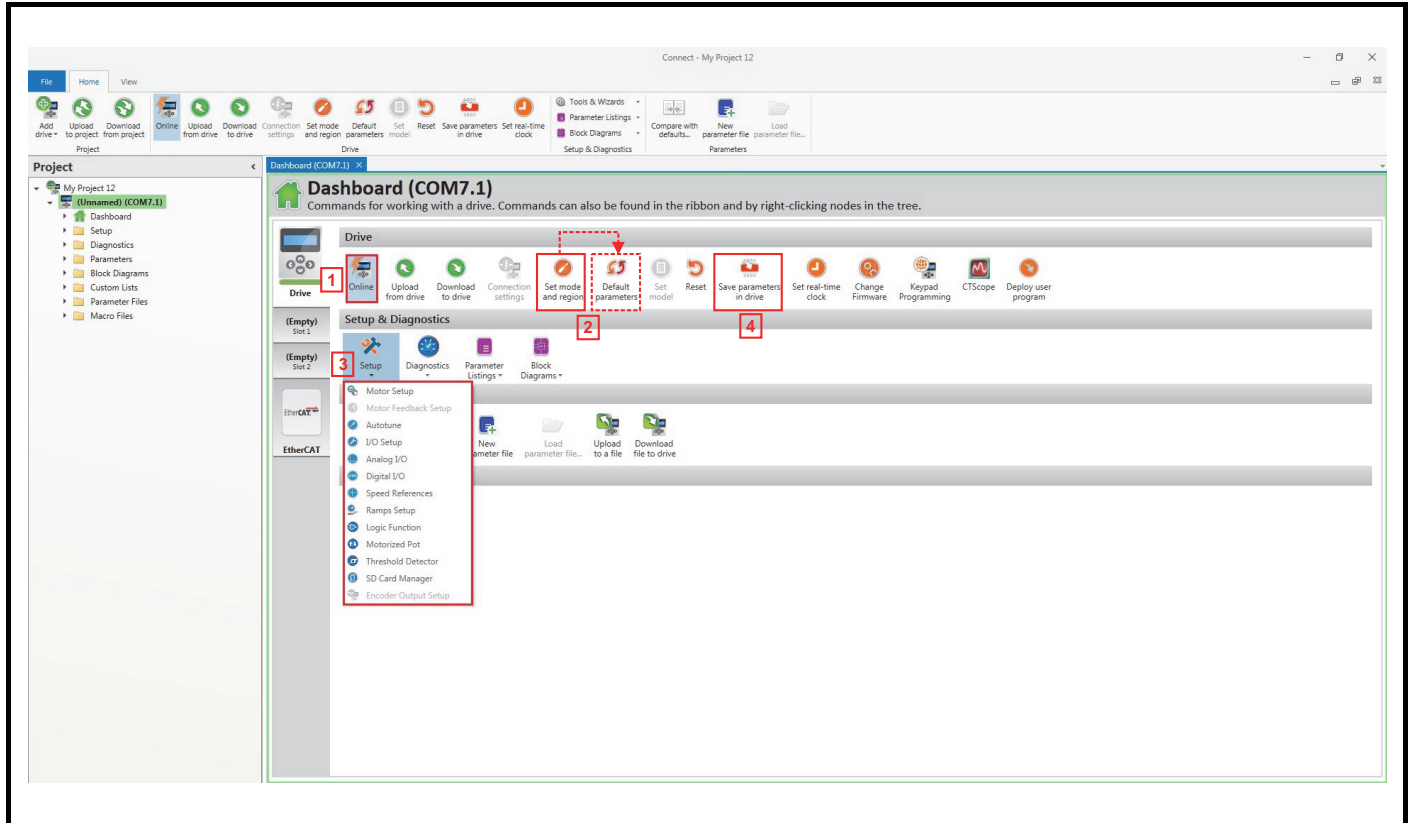 Connect - My Project 12
File Home View
Add drive
Upload to project
Download from project
Online
Upload from drive
Download to drive
Connection settings
Set mode and region
Default parameters
Set model
Reset
Save parameters in drive
Set real-time clock
Tools & Wizards
Parameter Listings
Block Diagrams
Compare with defaults...
New parameter file
Load parameter file...
Project
Drive
Setup & Diagnostics
Parameters
Project
My Project 12
(Unnamed) (COM7.1)
Dashboard
Setup
Diagnostics
Parameters
Block Diagrams
Custom Lists
Parameter Files
Macro Files
Dashboard (COM7.1)
Dashboard (COM7.1)
Commands for working with a drive. Commands can also be found in the ribbon and by right-clicking nodes in the tree.
Drive
(Empty)
Slot 1
(Empty)
Slot 2
EtherCAT
EtherCAT
Drive
1
Online
Upload from drive
Download to drive
Connection settings
Set mode and region
Default parameters
Set model
Reset
Save parameters in drive
Set real-time clock
Change Firmware
Keypad Programming
CTScope
Deploy user program
2
4
Setup & Diagnostics
3
Setup
Diagnostics
Parameter Listings
Block Diagrams
Motor Setup
Motor Feedback Setup
Autotune
I/O Setup
Analog I/O
Digital I/O
Speed References
Ramps Setup
Logic Function
Motorized Pot
Threshold Detector
SD Card Manager
Encoder Output Setup
New
ameter file
Load parameter file...
Upload to a file
Download file to drive